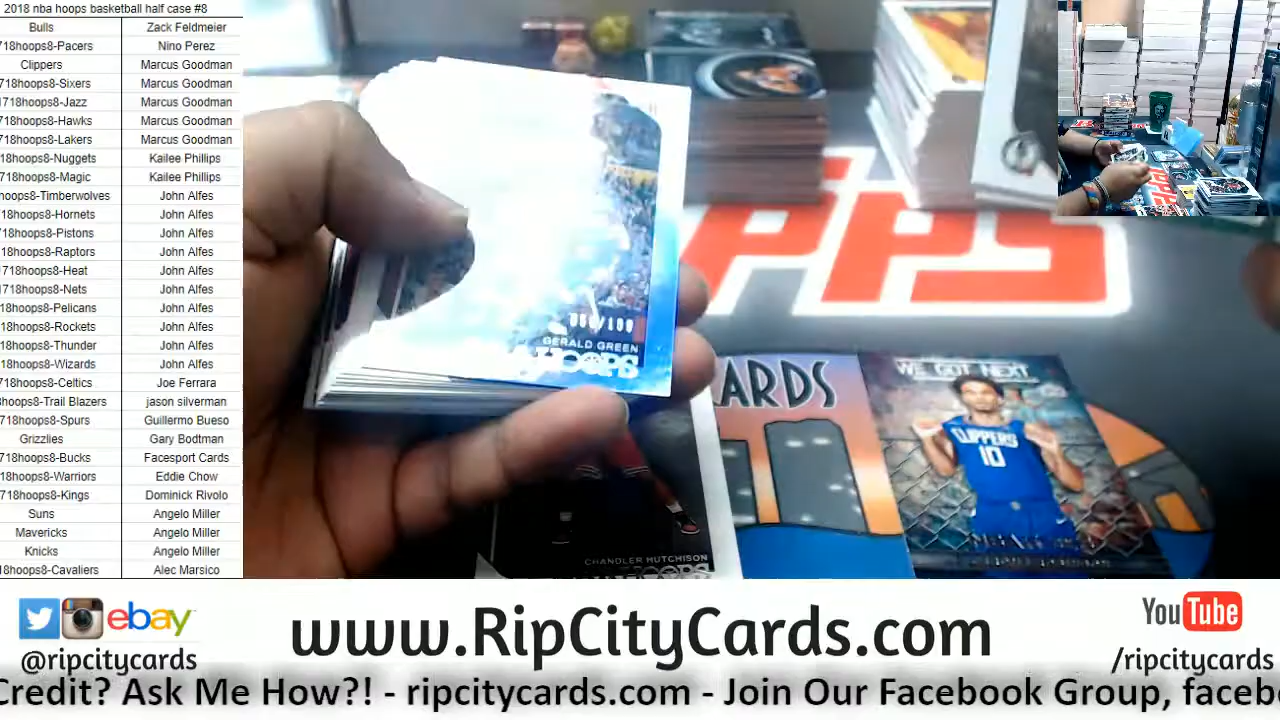 2018 nba hoops basketball half case #8
Bulls Zack Feldmeier
718hoops8-Pacers Nino Perez
Clippers Marcus Goodman
718hoops8-Sixers Marcus Goodman
1718hoops8-Jazz Marcus Goodman
718hoops8-Hawks Marcus Goodman
718hoops8-Lakers Marcus Goodman
18hoops8-Nuggets Kailee Phillips
718hoops8-Magic Kailee Phillips
oops8-Timberwolves John Alfes
18hoops8-Hornets John Alfes
718hoops8-Pistons John Alfes
18hoops8-Raptors John Alfes
1718hoops8-Heat John Alfes
718hoops8-Nets John Alfes
18hoops8-Pelicans John Alfes
18hoops8-Rockets John Alfes
18hoops8-Thunder John Alfes
18hoops8-Wizards John Alfes
718hoops8-Celtics Joe Ferrara
hoops8-Trail Blazers jason silverman
718hoops8-Spurs Guillermo Bueso
Grizzlies Gary Bodtman
718hoops8-Bucks Facesport Cards
18hoops8-Warriors Eddie Chow
718hoops8-Kings Dominick Rivolo
Suns Angelo Miller
Mavericks Angelo Miller
Knicks Angelo Miller
18hoops8-Cavaliers Alec Marsico
GERALD GREEN
HOOPS
CHANDLER HUTCHISON
ARDS
WE GOT NEXT
CLIPPERS
10
ebay
@ripcitycards
www.RipCityCards.com
YouTube
/ripcitycards
Credit? Ask Me How?! - ripcitycards.com - Join Our Facebook Group, faceb